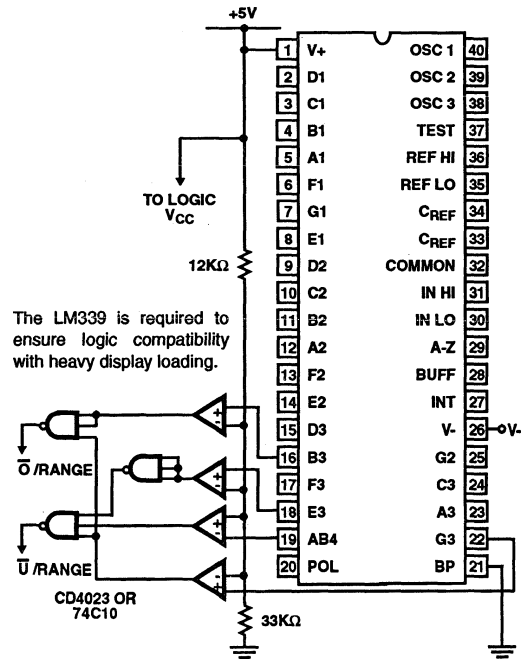 +5V
1 V+ OSC 1 40
2 D1 OSC 2 39
3 C1 OSC 3 38
4 B1 TEST 37
5 A1 REF HI 36
6 F1 REF LO 35
7 G1 CREF 34
8 E1 CREF 33
9 D2 COMMON 32
10 C2 IN HI 31
11 B2 IN LO 30
12 A2 A-Z 29
13 F2 BUFF 28
14 E2 INT 27
15 D3 V- 26 V-
16 B3 G2 25
17 F3 C3 24
18 E3 A3 23
19 AB4 G3 22
20 POL BP 21
TO LOGIC
VCC
12KΩ
The LM339 is required to
ensure logic compatibility
with heavy display loading.
+
-
+
-
+
-
+
-
O̅ /RANGE
U̅ /RANGE
CD4023 OR
74C10
33KΩ